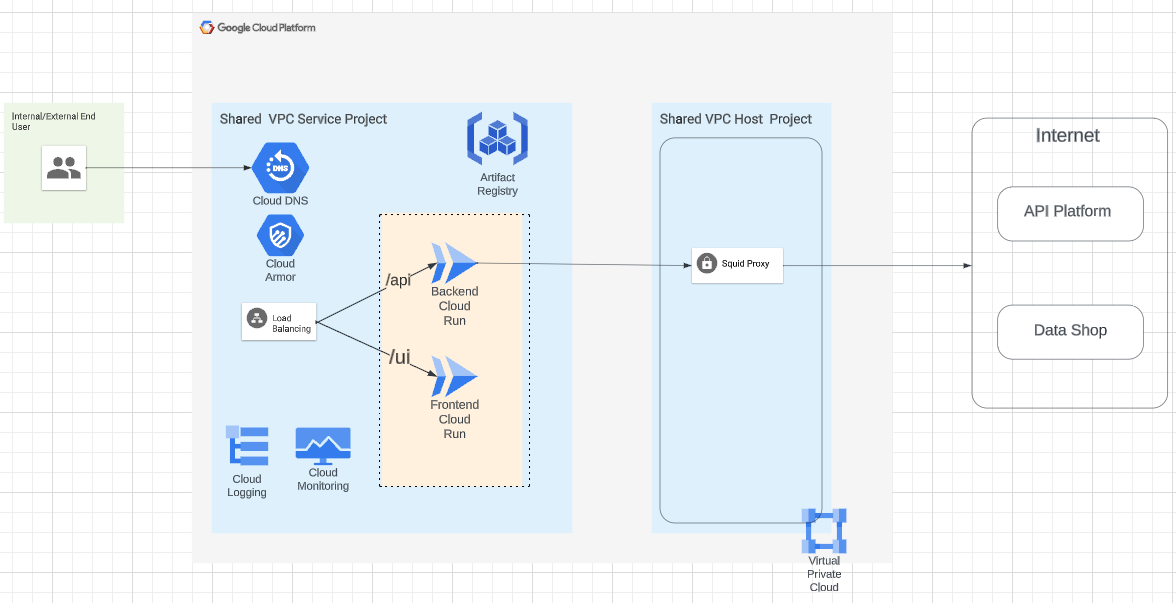 Google Cloud Platform
Internal/External End
User
Shared VPC Service Project
DNS
Cloud DNS
Artifact
Registry
Cloud
Armor
Load
Balancing
/api
Backend
Cloud
Run
/ui
Frontend
Cloud
Run
Cloud
Logging
Cloud
Monitoring
Shared VPC Host Project
Squid Proxy
Virtual
Private
Cloud
Internet
API Platform
Data Shop